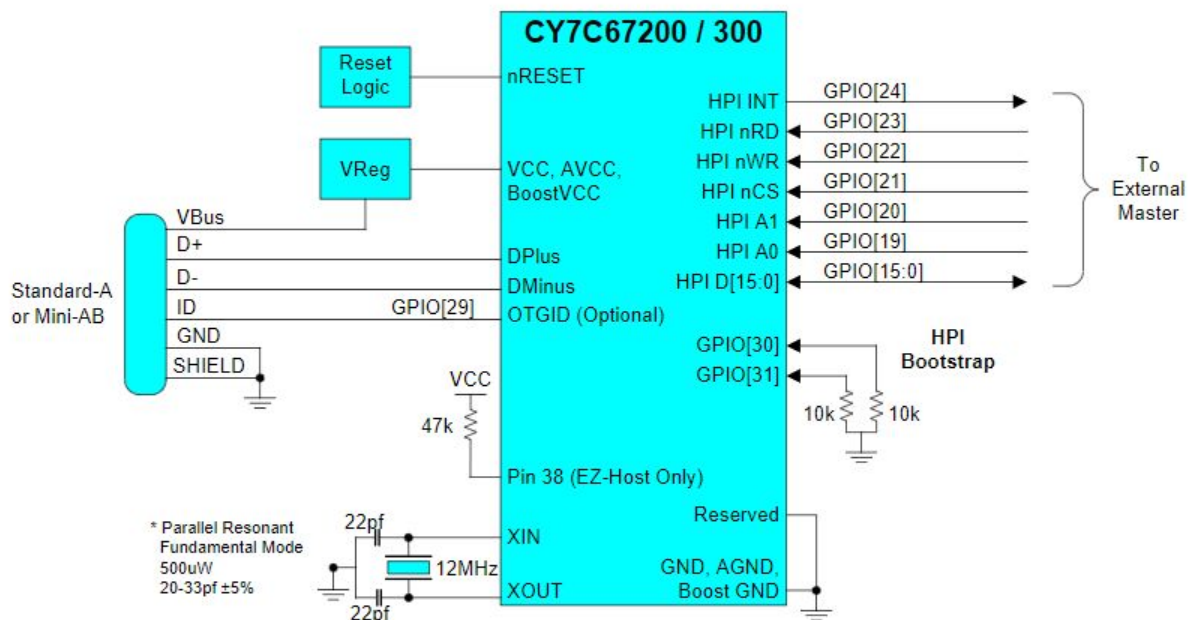 CY7C67200 / 300
Reset
Logic
nRESET
VReg
VCC, AVCC,
BoostVCC
VBus
D+
DPlus
D-
DMinus
Standard-A
or Mini-AB
ID
GPIO[29]
OTGID (Optional)
GND
SHIELD
VCC
47k
Pin 38 (EZ-Host Only)
* Parallel Resonant
Fundamental Mode
500uW
20-33pf ±5%
22pf
XIN
12MHz
XOUT
22pf
HPI INT
GPIO[24]
HPI nRD
GPIO[23]
HPI nWR
GPIO[22]
HPI nCS
GPIO[21]
HPI A1
GPIO[20]
HPI A0
GPIO[19]
HPI D[15:0]
GPIO[15:0]
To
External
Master
GPIO[30]
GPIO[31]
HPI
Bootstrap
10k
10k
Reserved
GND, AGND,
Boost GND